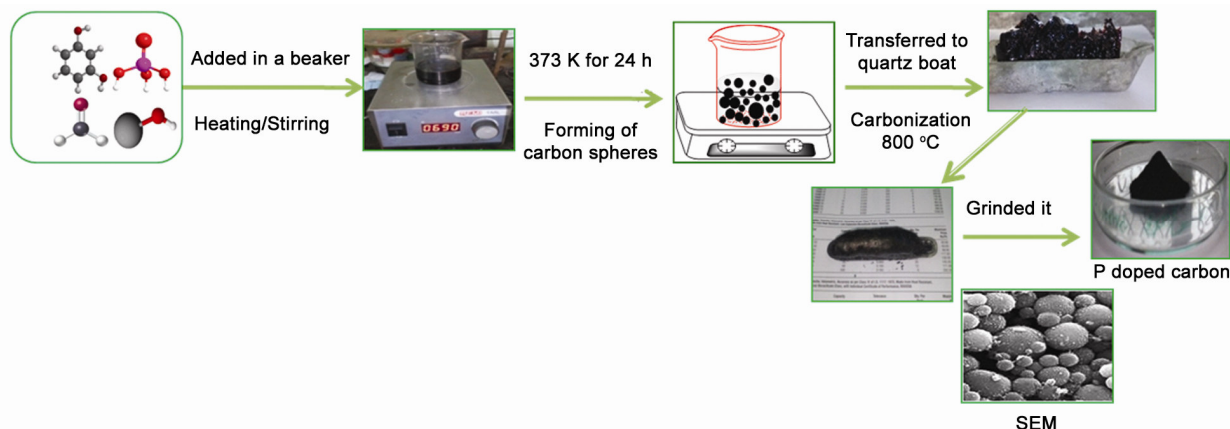 Added in a beaker
Heating/Stirring
0690
373 K for 24 h
Forming of
carbon spheres
Transferred to
quartz boat
Carbonization
800 °C
Grinded it
P doped carbon
SEM